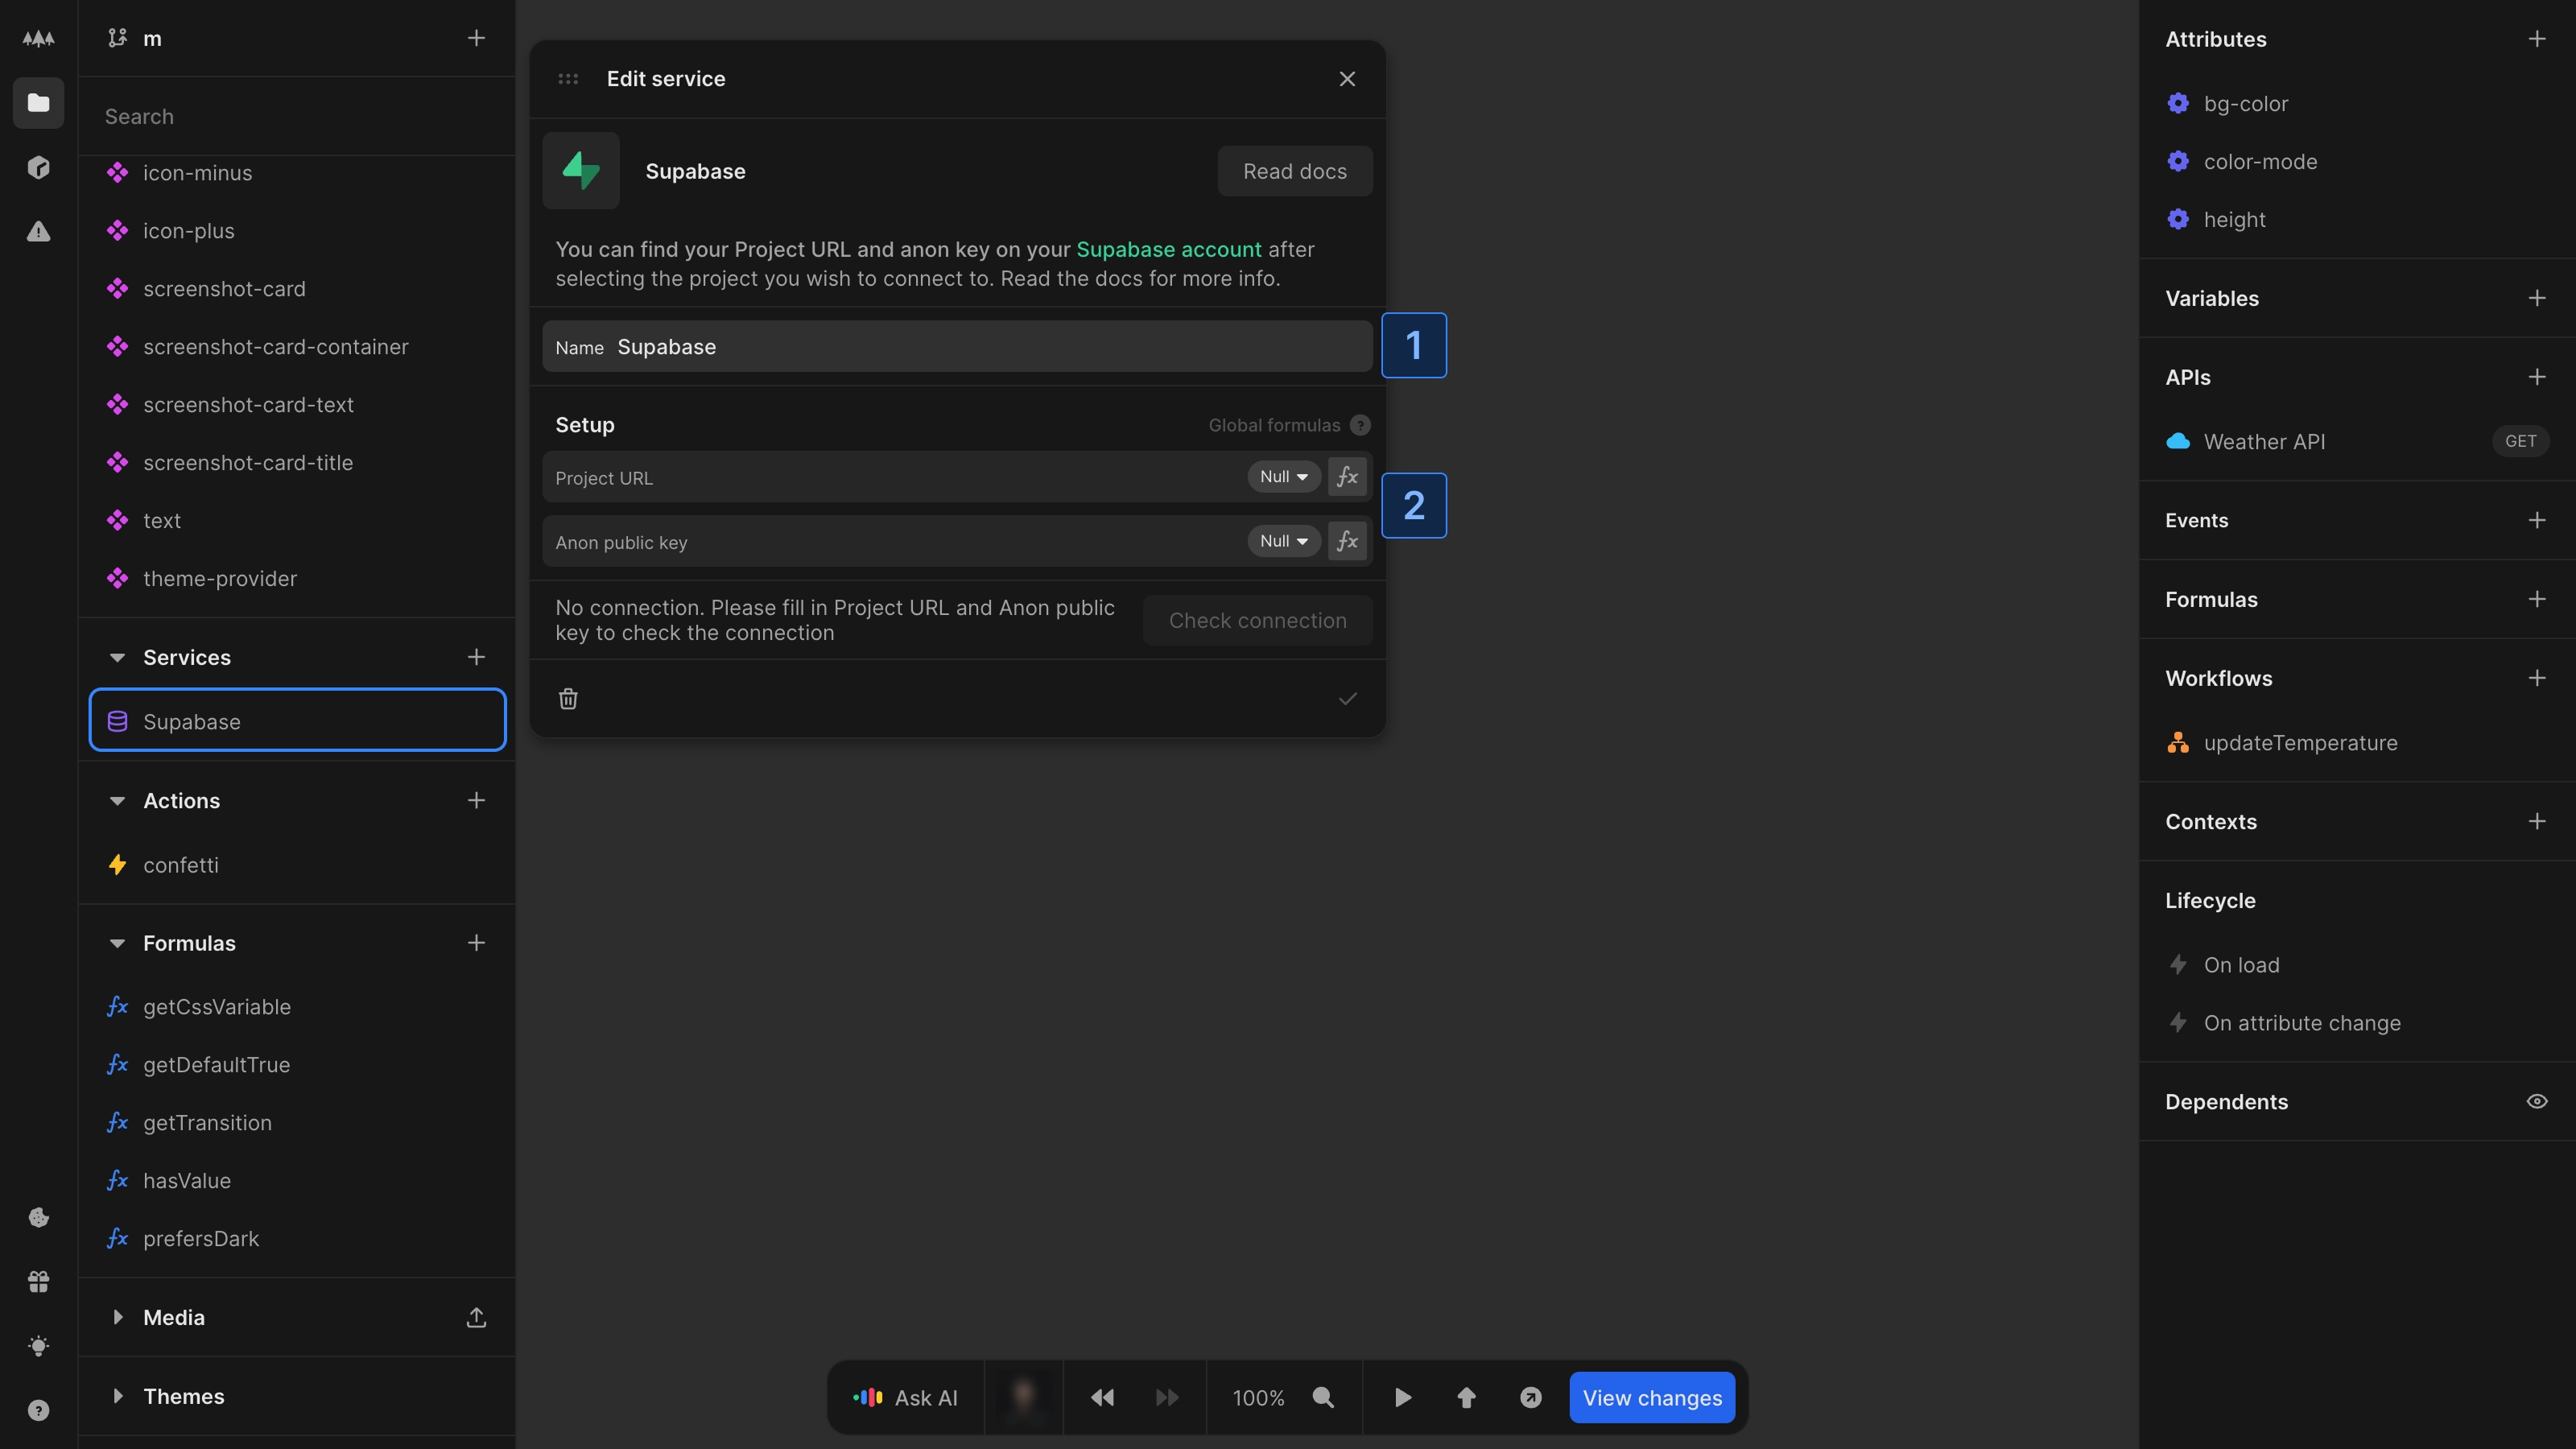 m
Search
icon-minus
icon-plus
screenshot-card
screenshot-card-container
screenshot-card-text
screenshot-card-title
text
theme-provider
Services
Supabase
Actions
confetti
Formulas
getCssVariable
getDefaultTrue
getTransition
hasValue
prefersDark
Media
Themes
Edit service
Supabase
Read docs
You can find your Project URL and anon key on your Supabase account after
selecting the project you wish to connect to. Read the docs for more info.
Name Supabase
1
Setup
Global formulas ?
Project URL
Null
fx
2
Anon public key
Null
fx
No connection. Please fill in Project URL and Anon public
key to check the connection
Check connection
Ask AI
100%
View changes
Attributes
bg-color
color-mode
height
Variables
APIs
Weather API
GET
Events
Formulas
Workflows
updateTemperature
Contexts
Lifecycle
On load
On attribute change
Dependents